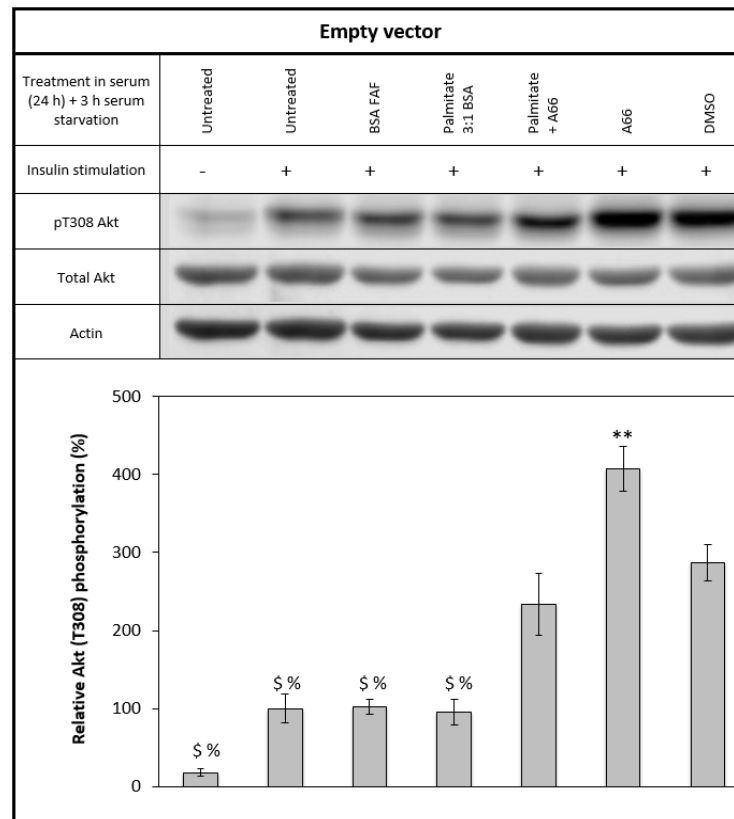 Empty vector
Treatment in serum
(24 h) + 3 h serum
starvation
Untreated
Untreated
BSA FAF
Palmitate
3:1 BSA
Palmitate
+ A66
A66
DMSO
Insulin stimulation
- + + + + + +
pT308 Akt
Total Akt
Actin
Relative Akt (T308) phosphorylation (%)
500
400
300
200
100
0
$ %
$ %
$ %
$ %
**